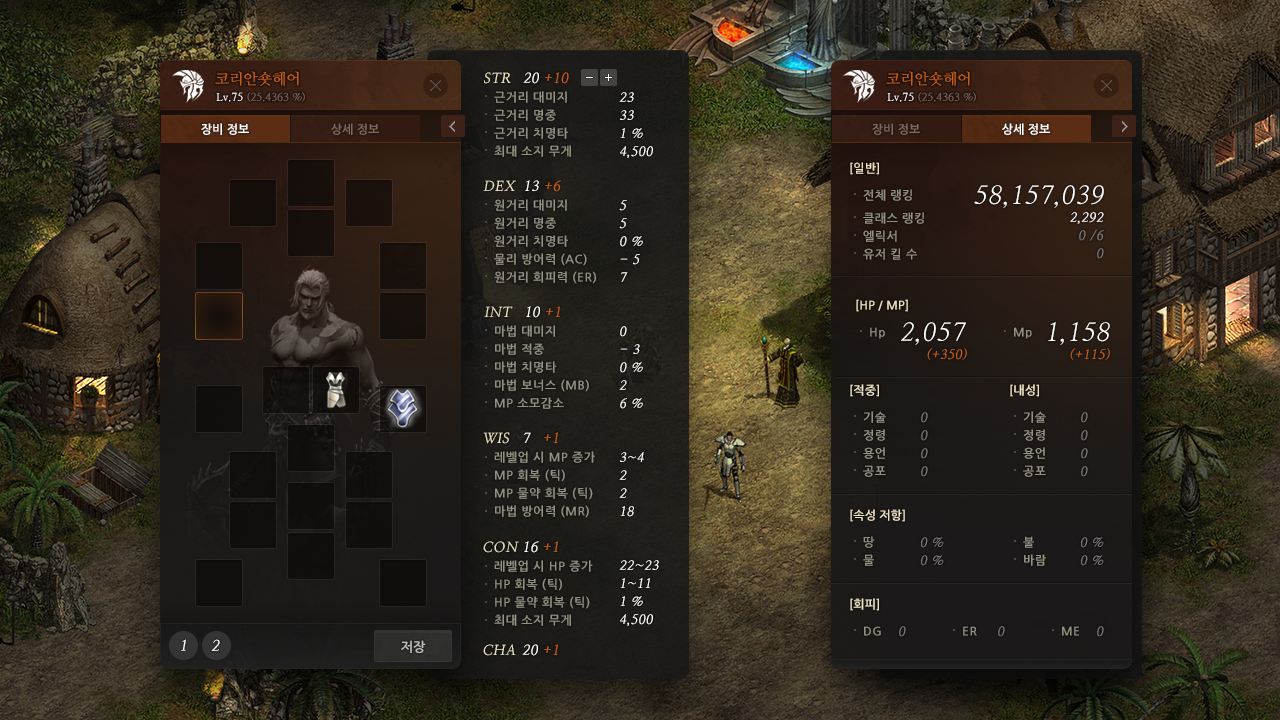 코리안숏헤어
Lv.75 (25.4363 %)
장비 정보
상세 정보
1
2
저장
STR 20 +10 − +
· 근거리 대미지 23
· 근거리 명중 33
· 근거리 치명타 1 %
· 최대 소지 무게 4,500
DEX 13 +6
· 원거리 대미지 5
· 원거리 명중 5
· 원거리 치명타 0 %
· 물리 방어력 (AC) − 5
· 원거리 회피력 (ER) 7
INT 10 +1
· 마법 대미지 0
· 마법 적중 − 3
· 마법 치명타 0 %
· 마법 보너스 (MB) 2
· MP 소모감소 6 %
WIS 7 +1
· 레벨업 시 MP 증가 3~4
· MP 회복 (틱) 2
· MP 물약 회복 (틱) 2
· 마법 방어력 (MR) 18
CON 16 +1
· 레벨업 시 HP 증가 22~23
· HP 회복 (틱) 1~11
· HP 물약 회복 (틱) 1 %
· 최대 소지 무게 4,500
CHA 20 +1
코리안숏헤어
Lv.75 (25.4363 %)
장비 정보
상세 정보
[일반]
· 전체 랭킹 58,157,039
· 클래스 랭킹 2,292
· 엘릭서 0 /6
· 유저 킬 수 0
[HP / MP]
· Hp 2,057 · Mp 1,158
(+350) (+115)
[적중] [내성]
· 기술 0 · 기술 0
· 정령 0 · 정령 0
· 용언 0 · 용언 0
· 공포 0 · 공포 0
[속성 저항]
· 땅 0 % · 불 0 %
· 물 0 % · 바람 0 %
[회피]
· DG 0 · ER 0 · ME 0